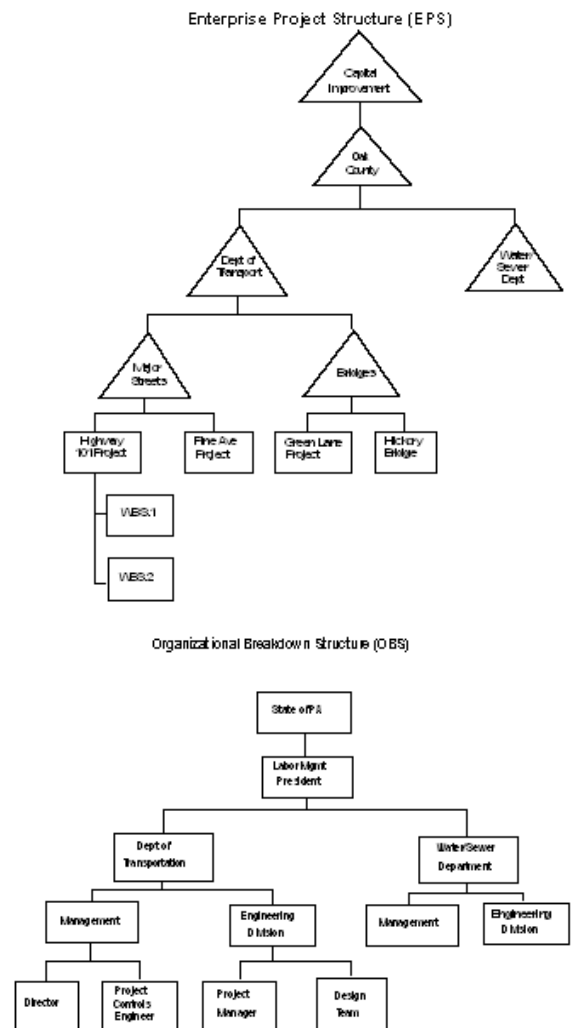 Enterprise Project Structure (EPS)
Capital
Improvement
Oak
County
Dept of
Transport
Water/
Sewer
Dept
Major
Streets
Bridges
Highway
101 Project
Pine Ave
Project
Green Lane
Project
Hickory
Bridge
WBS.1
WBS.2
Organizational Breakdown Structure (OBS)
State of PA
Labor Mgmt
President
Dept of
Transportation
Water/Sewer
Department
Management
Engineering
Division
Management
Engineering
Division
Director
Project
Controls
Engineer
Project
Manager
Design
Team